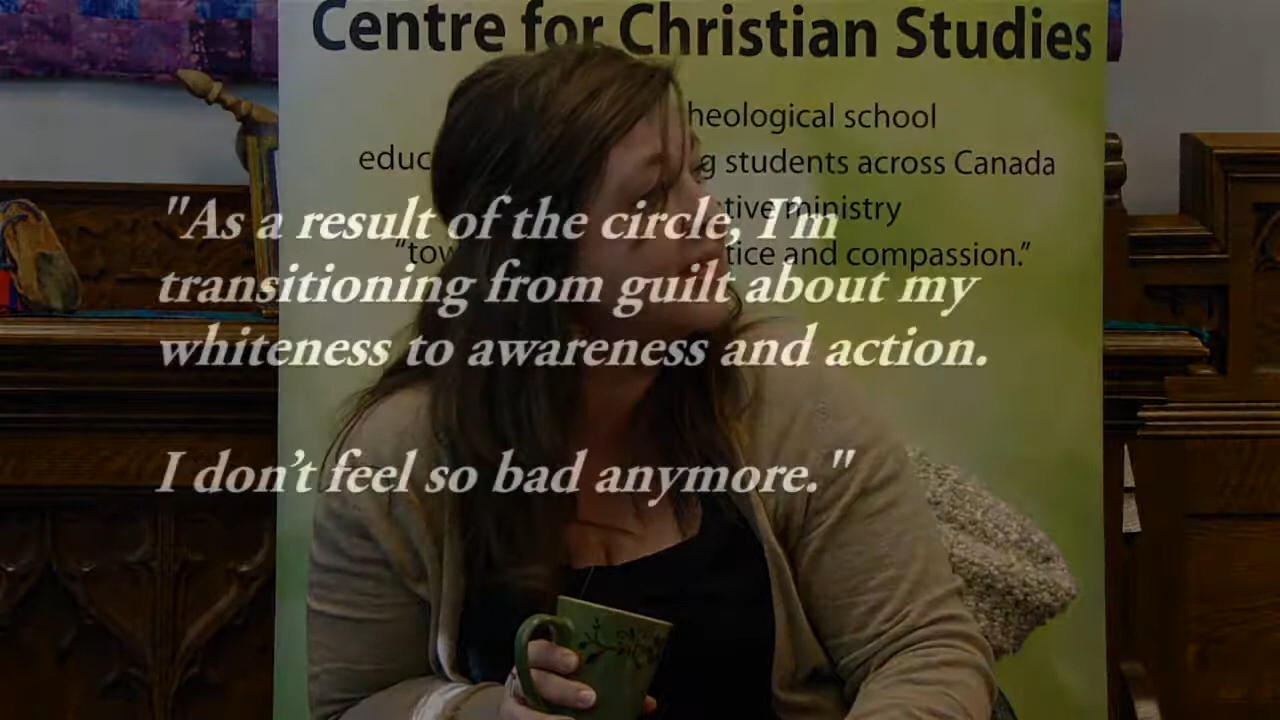 Centre for Christian Studies
heological school
educ g students across Canada
tive ministry
"As a result of the circle, I'm
“tow tice and compassion.”
transitioning from guilt about my
whiteness to awareness and action.
I don’t feel so bad anymore."